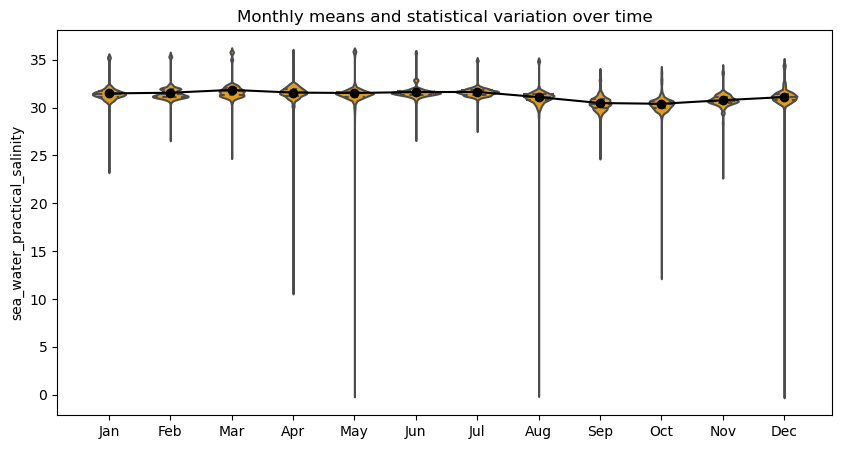 Monthly means and statistical variation over time
sea_water_practical_salinity
35
30
25
20
15
10
5
0
Jan Feb Mar Apr May Jun Jul Aug Sep Oct Nov Dec